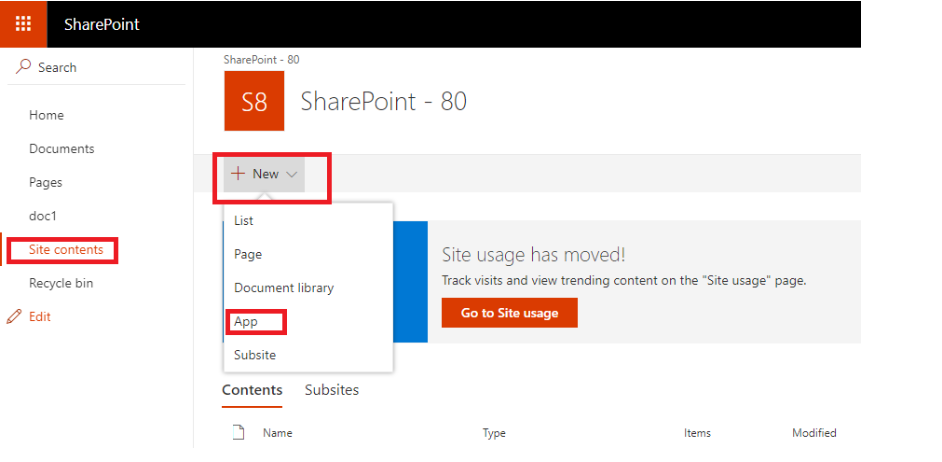 SharePoint
Search
Home
Documents
Pages
doc1
Site contents
Recycle bin
Edit
SharePoint - 80
S8
SharePoint - 80
+ New
List
Page
Document library
App
Subsite
Site usage has moved!
Track visits and view trending content on the "Site usage" page.
Go to Site usage
Contents Subsites
Name Type Items Modified